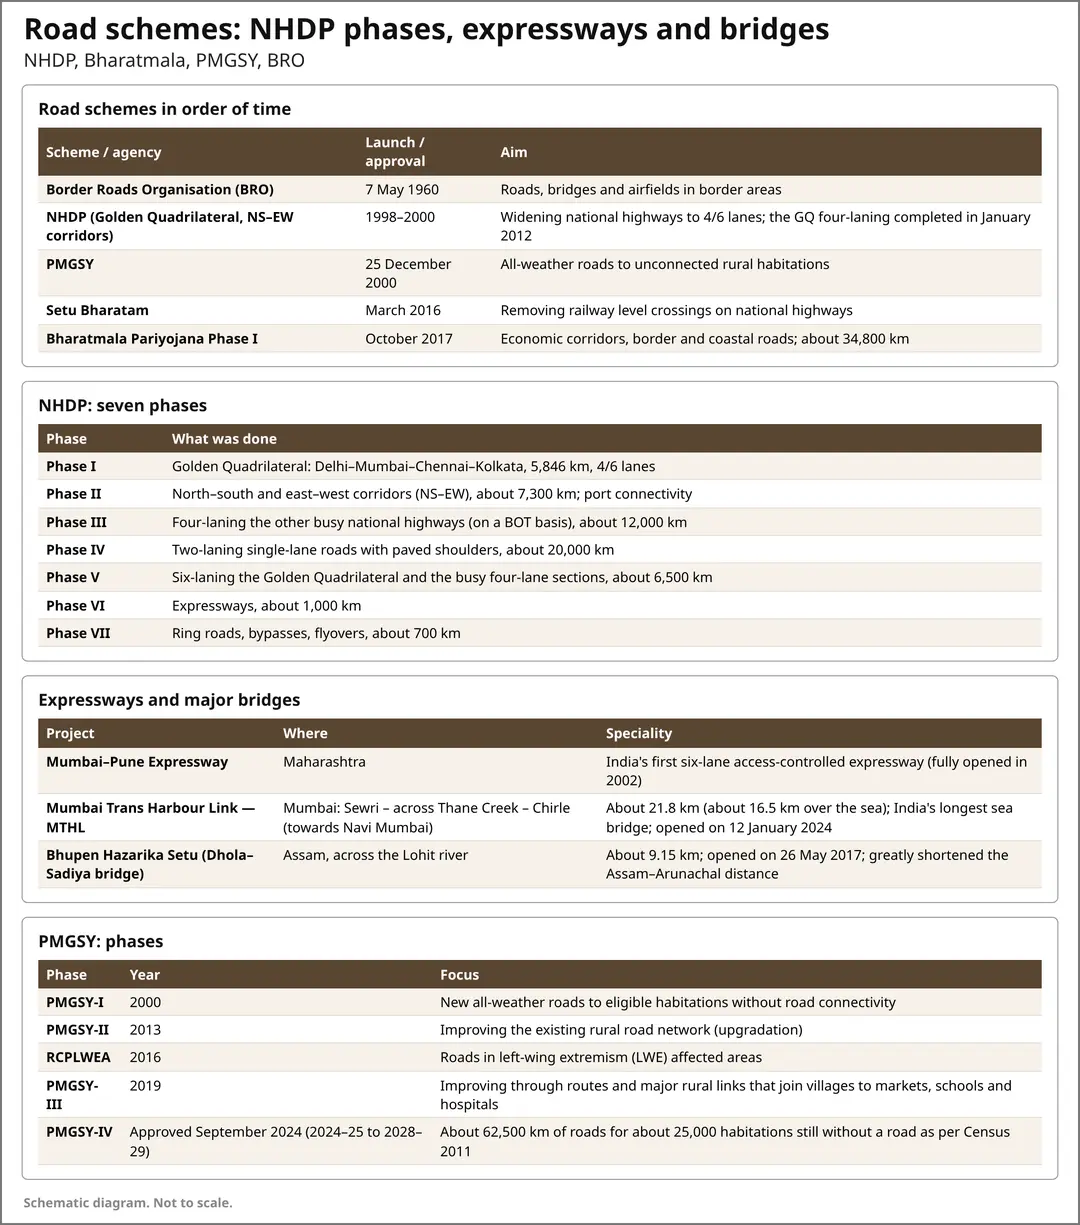 Road schemes: NHDP phases, expressways and bridges
NHDP, Bharatmala, PMGSY, BRO
Road schemes in order of time
Scheme / agency
Launch / approval
Aim
Border Roads Organisation (BRO)
7 May 1960
Roads, bridges and airfields in border areas
NHDP (Golden Quadrilateral, NS–EW corridors)
1998–2000
Widening national highways to 4/6 lanes; the GQ four-laning completed in January 2012
PMGSY
25 December 2000
All-weather roads to unconnected rural habitations
Setu Bharatam
March 2016
Removing railway level crossings on national highways
Bharatmala Pariyojana Phase I
October 2017
Economic corridors, border and coastal roads; about 34,800 km
NHDP: seven phases
Phase
What was done
Phase I
Golden Quadrilateral: Delhi–Mumbai–Chennai–Kolkata, 5,846 km, 4/6 lanes
Phase II
North–south and east–west corridors (NS–EW), about 7,300 km; port connectivity
Phase III
Four-laning the other busy national highways (on a BOT basis), about 12,000 km
Phase IV
Two-laning single-lane roads with paved shoulders, about 20,000 km
Phase V
Six-laning the Golden Quadrilateral and the busy four-lane sections, about 6,500 km
Phase VI
Expressways, about 1,000 km
Phase VII
Ring roads, bypasses, flyovers, about 700 km
Expressways and major bridges
Project
Where
Speciality
Mumbai–Pune Expressway
Maharashtra
India's first six-lane access-controlled expressway (fully opened in 2002)
Mumbai Trans Harbour Link — MTHL
Mumbai: Sewri – across Thane Creek – Chirle (towards Navi Mumbai)
About 21.8 km (about 16.5 km over the sea); India's longest sea bridge; opened on 12 January 2024
Bhupen Hazarika Setu (Dhola–Sadiya bridge)
Assam, across the Lohit river
About 9.15 km; opened on 26 May 2017; greatly shortened the Assam–Arunachal distance
PMGSY: phases
Phase
Year
Focus
PMGSY-I
2000
New all-weather roads to eligible habitations without road connectivity
PMGSY-II
2013
Improving the existing rural road network (upgradation)
RCPLWEA
2016
Roads in left-wing extremism (LWE) affected areas
PMGSY-III
2019
Improving through routes and major rural links that join villages to markets, schools and hospitals
PMGSY-IV
Approved September 2024 (2024–25 to 2028–29)
About 62,500 km of roads for about 25,000 habitations still without a road as per Census 2011
Schematic diagram. Not to scale.